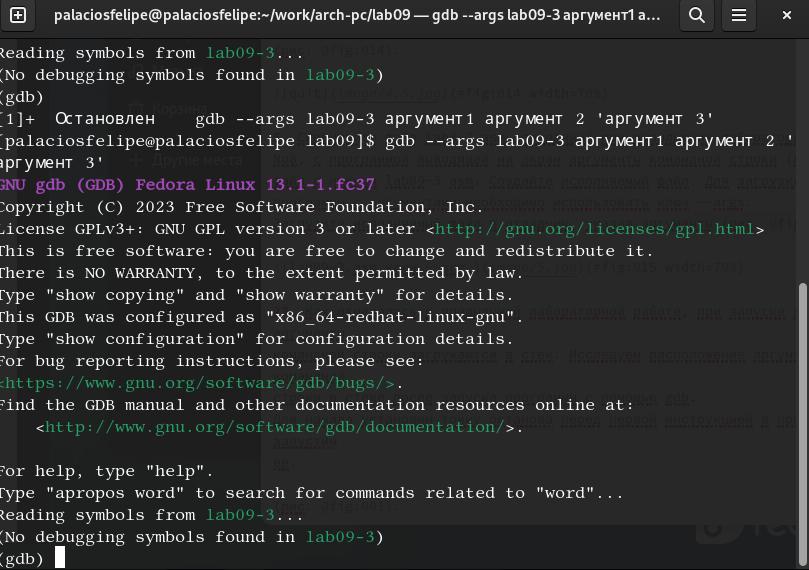 palaciosfelipe@palaciosfelipe:~/work/arch-pc/lab09 — gdb --args lab09-3 аргумент1 а...
Reading symbols from lab09-3...
(No debugging symbols found in lab09-3)
(gdb)
[1]+  Остановлен    gdb --args lab09-3 аргумент1 аргумент 2 'аргумент 3'
[palaciosfelipe@palaciosfelipe lab09]$ gdb --args lab09-3 аргумент1 аргумент 2 '
аргумент 3'
GNU gdb (GDB) Fedora Linux 13.1-1.fc37
Copyright (C) 2023 Free Software Foundation, Inc.
License GPLv3+: GNU GPL version 3 or later <http://gnu.org/licenses/gpl.html>
This is free software: you are free to change and redistribute it.
There is NO WARRANTY, to the extent permitted by law.
Type "show copying" and "show warranty" for details.
This GDB was configured as "x86_64-redhat-linux-gnu".
Type "show configuration" for configuration details.
For bug reporting instructions, please see:
<https://www.gnu.org/software/gdb/bugs/>.
Find the GDB manual and other documentation resources online at:
    <http://www.gnu.org/software/gdb/documentation/>.
For help, type "help".
Type "apropos word" to search for commands related to "word"...
Reading symbols from lab09-3...
(No debugging symbols found in lab09-3)
(gdb)